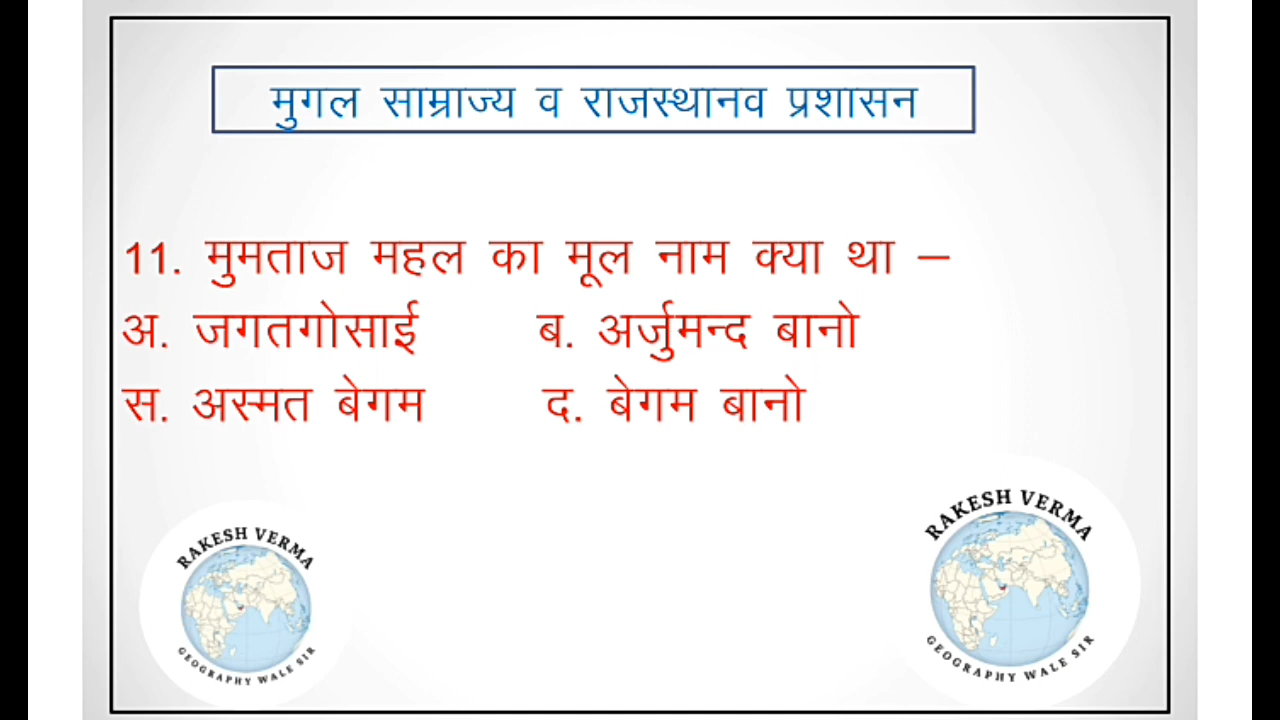 मुगल साम्राज्य व राजस्थानव प्रशासन
11. मुमताज महल का मूल नाम क्या था –
अ. जगतगोसाई ब. अर्जुमन्द बानो
स. अस्मत बेगम द. बेगम बानो
RAKESH VERMA
GEOGRAPHY WALE SIR
RAKESH VERMA
GEOGRAPHY WALE SIR